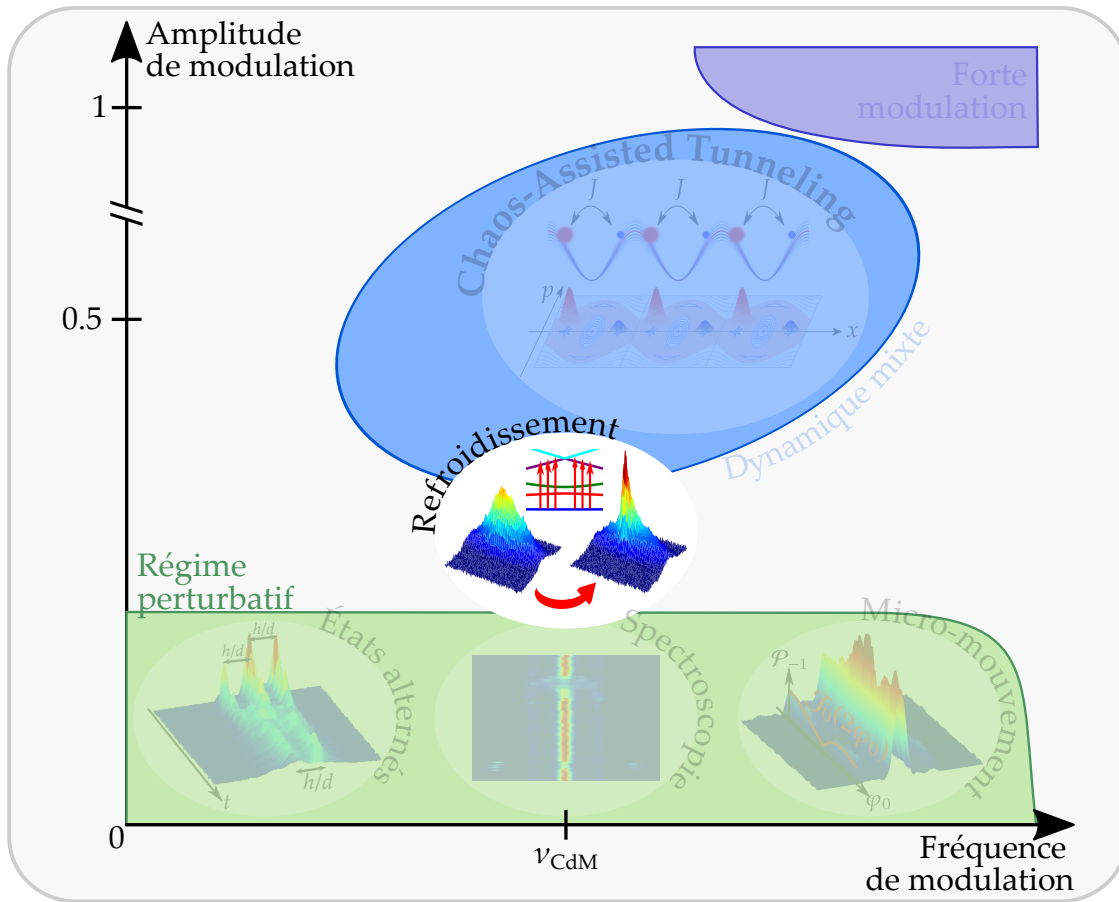 Amplitude
de modulation
1
Forte
modulation
Chaos-Assisted Tunneling
J J J
p
x
0.5
Dynamique mixte
Refroidissement
Régime
perturbatif
États alternés
h/d
h/d
h/d
t
Spectroscopie
Micro-mouvement
𝒫₋₁
φ₀
0
ν_CdM
Fréquence
de modulation